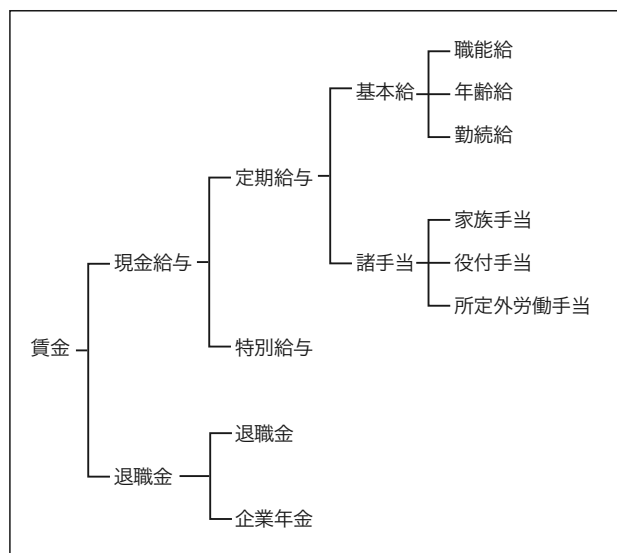 職能給
基本給
年齢給
勤続給
定期給与
家族手当
現金給与
諸手当
役付手当
所定外労働手当
賃金
特別給与
退職金
退職金
企業年金